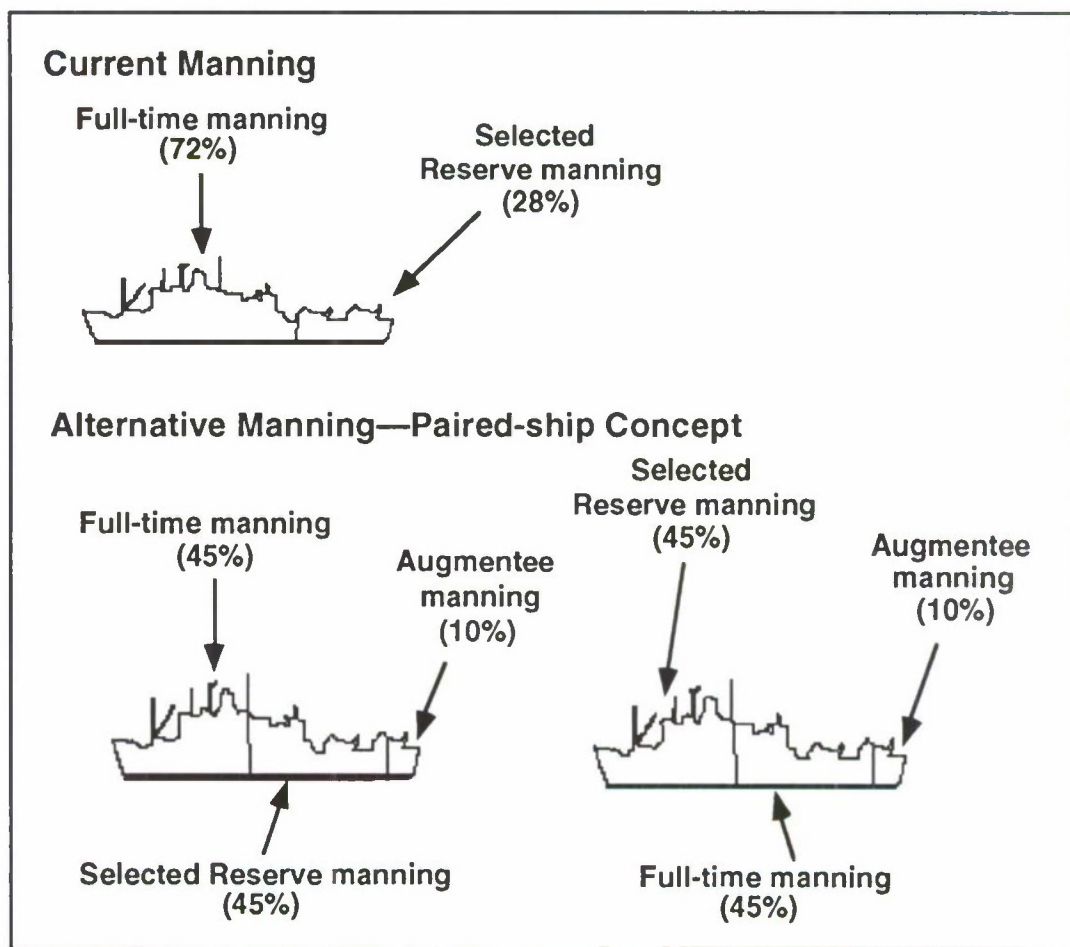 Current Manning
Full-time manning
(72%)
Selected
Reserve manning
(28%)
Alternative Manning—Paired-ship Concept
Full-time manning
(45%)
Augmentee
manning
(10%)
Selected Reserve manning
(45%)
Selected
Reserve manning
(45%)
Augmentee
manning
(10%)
Full-time manning
(45%)